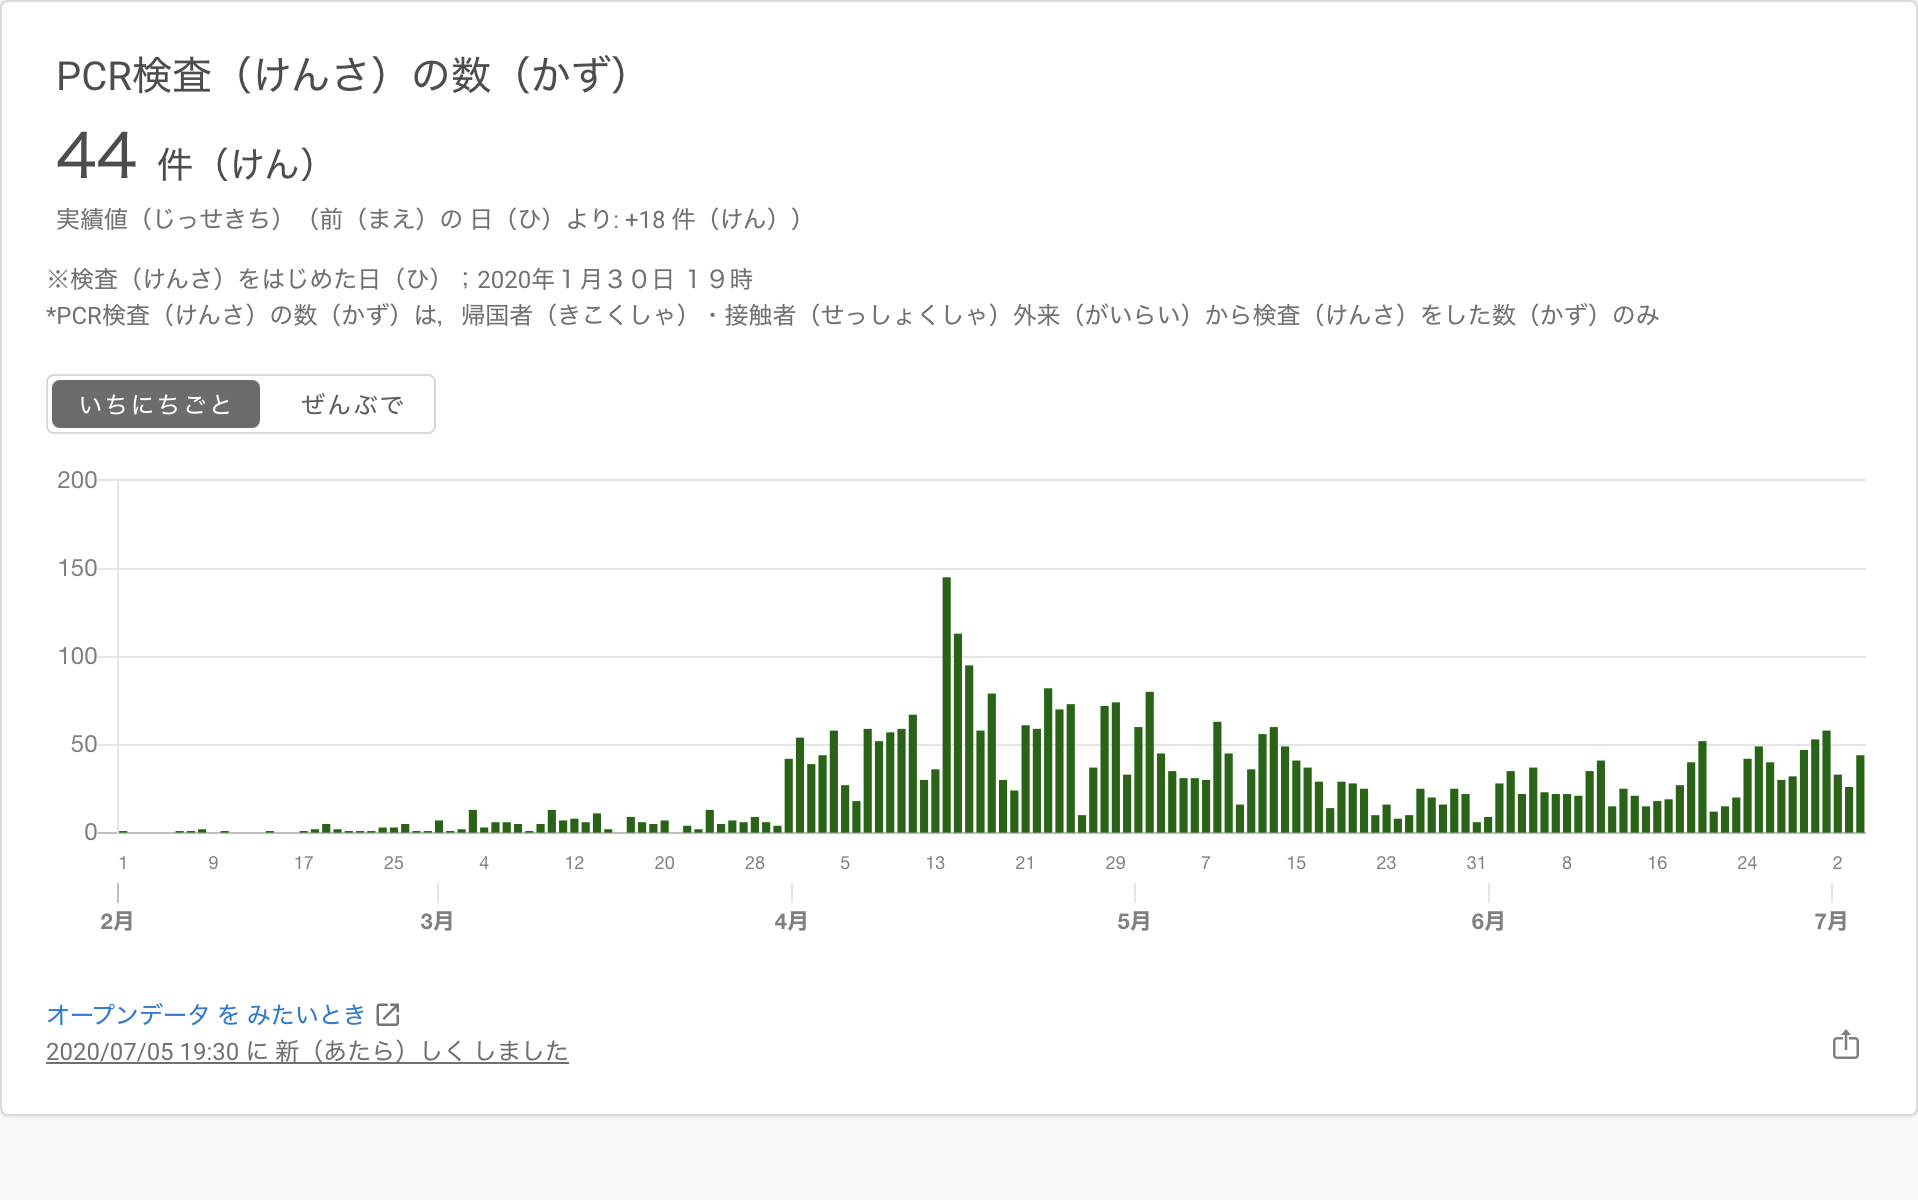 PCR検査（けんさ）の数（かず）
44 件（けん）
実績値（じっせきち）（前（まえ）の 日（ひ）より: +18 件（けん））
※検査（けんさ）をはじめた日（ひ）；2020年１月３０日 １９時
*PCR検査（けんさ）の数（かず）は，帰国者（きこくしゃ）・接触者（せっしょくしゃ）外来（がいらい）から検査（けんさ）をした数（かず）のみ
いちにちごと ぜんぶで
200
150
100
50
0
1 9 17 25 4 12 20 28 5 13 21 29 7 15 23 31 8 16 24 2
2月 3月 4月 5月 6月 7月
オープンデータ を みたいとき
2020/07/05 19:30 に 新（あたら）しく しました